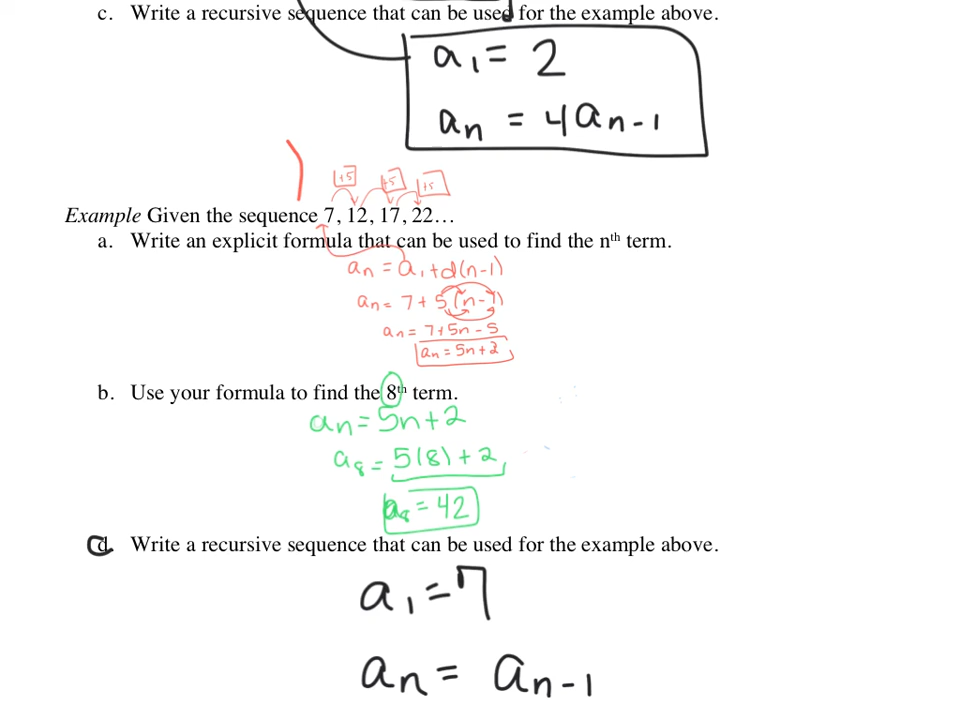 c. Write a recursive sequence that can be used for the example above.
a₁ = 2
aₙ = 4aₙ₋₁
+5 +5 +5
Example Given the sequence 7, 12, 17, 22…
a. Write an explicit formula that can be used to find the nᵗʰ term.
aₙ = a₁ + d(n-1)
aₙ = 7 + 5(n-1)
aₙ = 7 + 5n - 5
aₙ = 5n + 2
b. Use your formula to find the 8ᵗʰ term.
aₙ = 5n + 2
a₈ = 5(8) + 2
a₈ = 42
c. Write a recursive sequence that can be used for the example above.
a₁ = 7
aₙ = aₙ₋₁